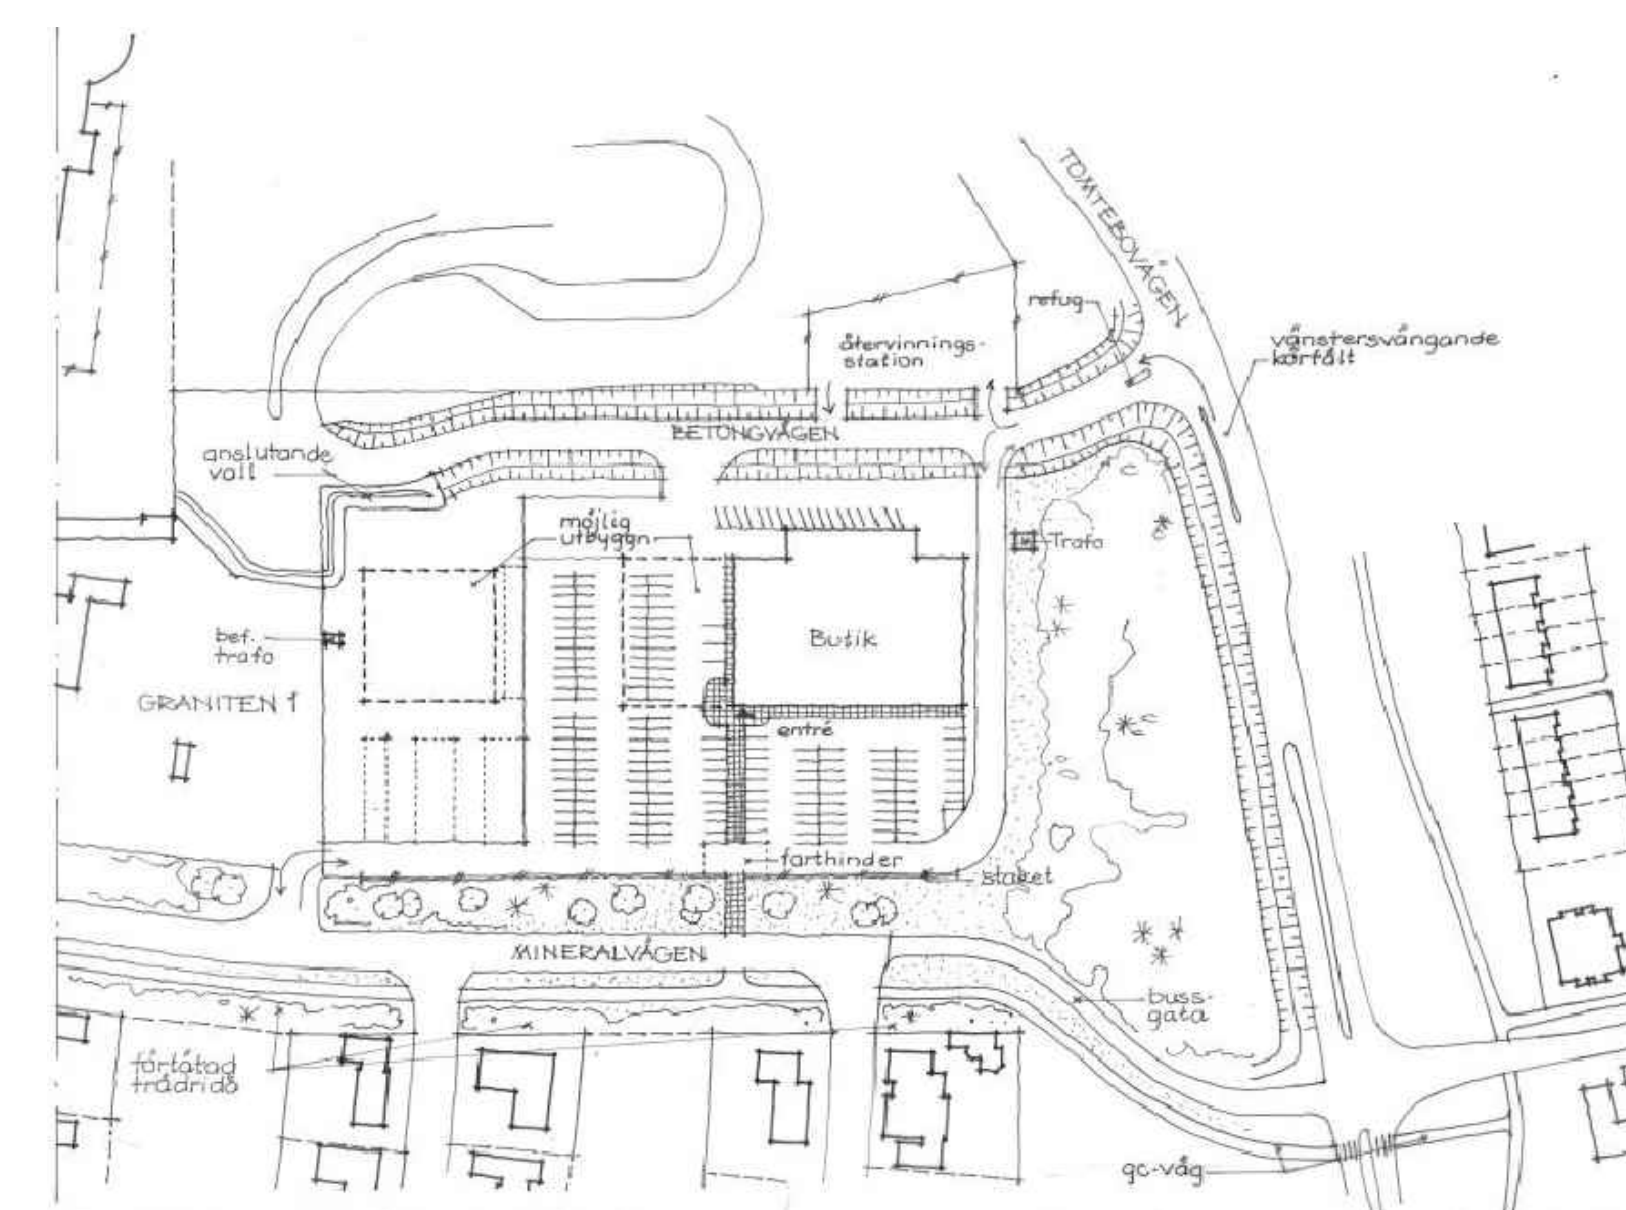 TOMTEBOVÄGEN
refug
återvinnings-
station
vänstersvängande
körfält
BETONGVÄGEN
anslutande
vall
möjlig
utbyggn.
Trafo
bef.
trafo
Butik
GRANITEN 1
entré
farthinder
staket
MINERALVÄGEN
buss-
gata
förtätad
trädridå
gc-väg